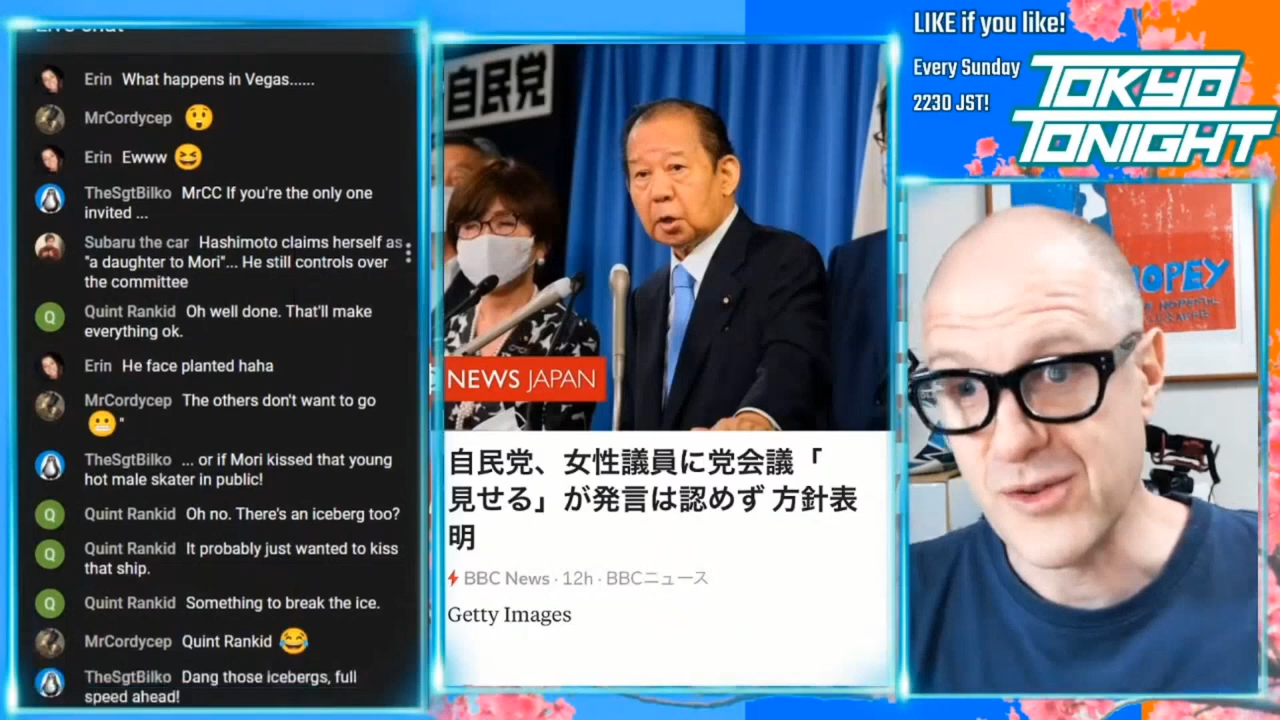 Live chat
Erin What happens in Vegas......
MrCordycep 😲
Erin Ewww 😆
TheSgtBilko MrCC If you're the only one
invited ...
Subaru the car Hashimoto claims herself as
"a daughter to Mori"... He still controls over
the committee
Quint Rankid Oh well done. That'll make
everything ok.
Erin He face planted haha
MrCordycep The others don't want to go
😬"
TheSgtBilko ... or if Mori kissed that young
hot male skater in public!
Quint Rankid Oh no. There's an iceberg too?
Quint Rankid It probably just wanted to kiss
that ship.
Quint Rankid Something to break the ice.
MrCordycep Quint Rankid 😂
TheSgtBilko Dang those icebergs, full
speed ahead!
自民党
NEWS JAPAN
自民党、女性議員に党会議「
見せる」が発言は認めず 方針表
明
BBC News · 12h · BBCニュース
Getty Images
LIKE if you like!
Every Sunday
2230 JST!
TOKYO
TONIGHT
OPEY